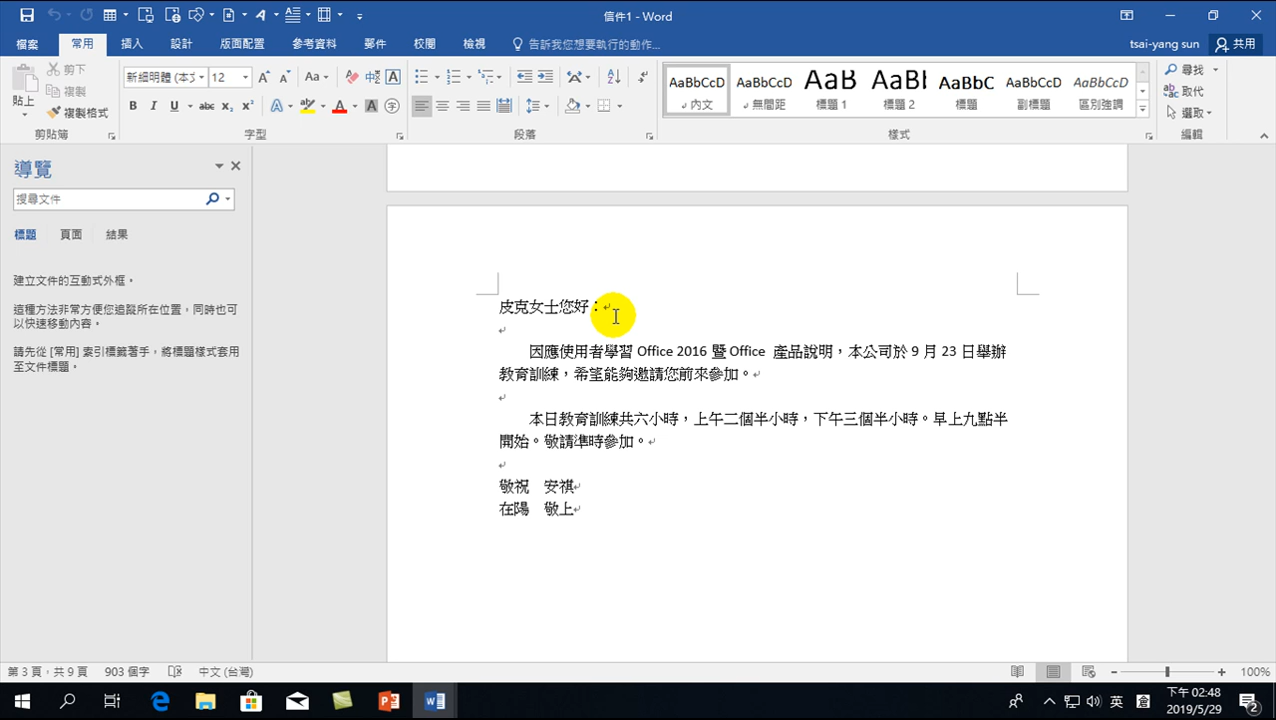 信件1 - Word
檔案 常用 插入 設計 版面配置 參考資料 郵件 校閱 檢視 告訴我您想要執行的動作... tsai-yang sun 共用
貼上 剪下 複製 複製格式 剪貼簿
新細明體 (本文 12 Aa 中 A
B I U abc x₂ x² A A A 字 字型
段落
AaBbCcD AaBbCcD AaBb AaBb AaBbC AaBbCcD AaBbCcD
內文 無間距 標題 1 標題 2 標題 副標題 區別強調
樣式
尋找 取代 選取 編輯
導覽
搜尋文件
標題 頁面 結果
建立文件的互動式外框。
這種方法非常方便您追蹤所在位置，同時也可
以快速移動內容。
請先從 [常用] 索引標籤著手，將標題樣式套用
至文件標題。
皮克女士您好：
因應使用者學習 Office 2016 暨 Office 產品說明，本公司於 9 月 23 日舉辦
教育訓練，希望能夠邀請您前來參加。
本日教育訓練共六小時，上午二個半小時，下午三個半小時。早上九點半
開始。敬請準時參加。
敬祝 安祺
在陽 敬上
第 3 頁，共 9 頁 903 個字 中文 (台灣) 100%
英 下午 02:48
2019/5/29 2